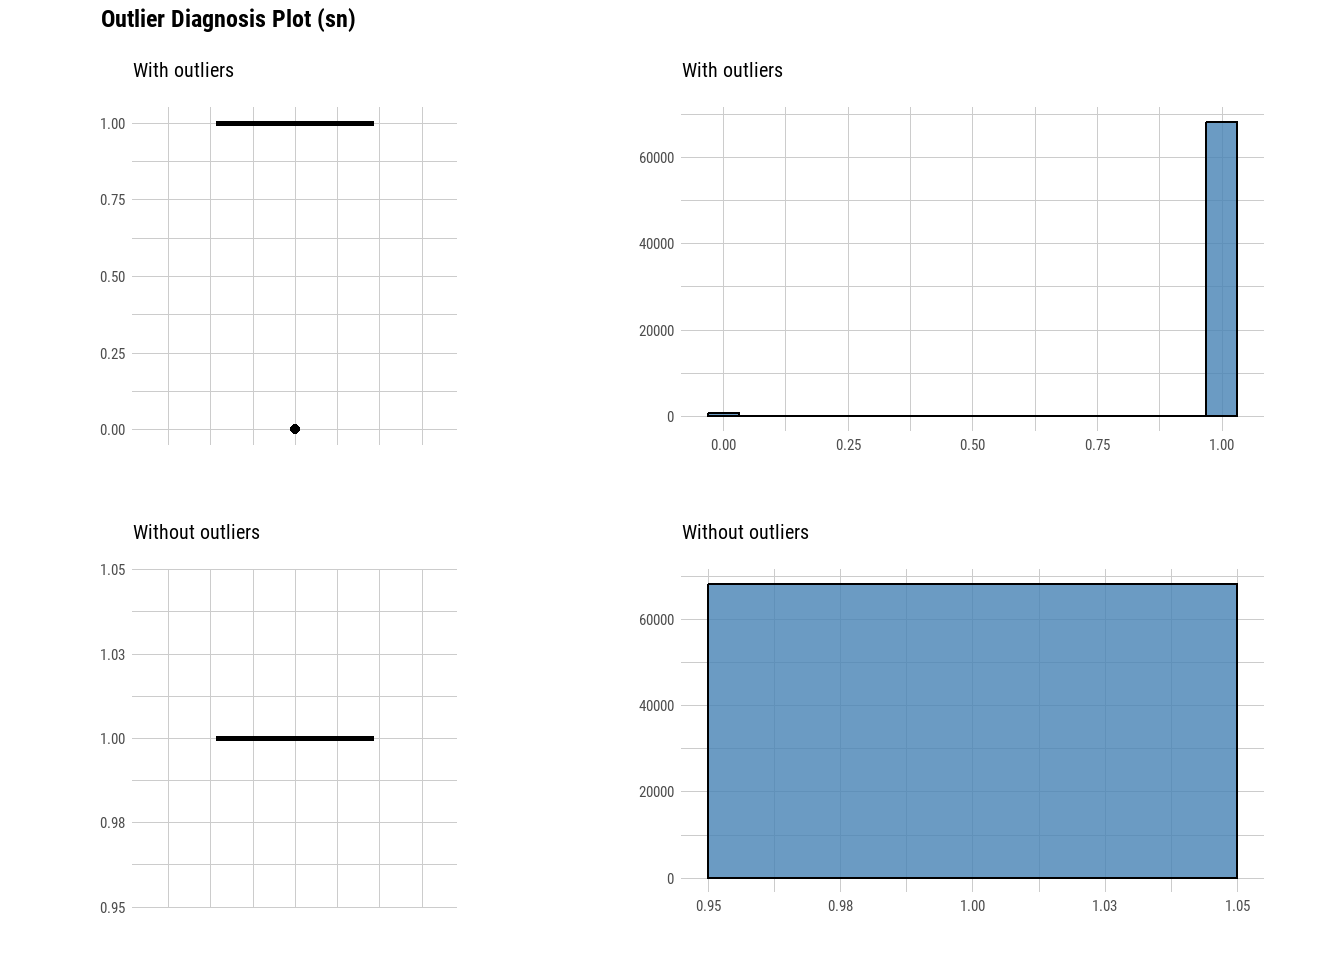 Outlier Diagnosis Plot (sn)
With outliers
1.00
0.75
0.50
0.25
0.00
With outliers
60000
40000
20000
0
0.00 0.25 0.50 0.75 1.00
Without outliers
1.05
1.03
1.00
0.98
0.95
Without outliers
60000
40000
20000
0
0.95 0.98 1.00 1.03 1.05